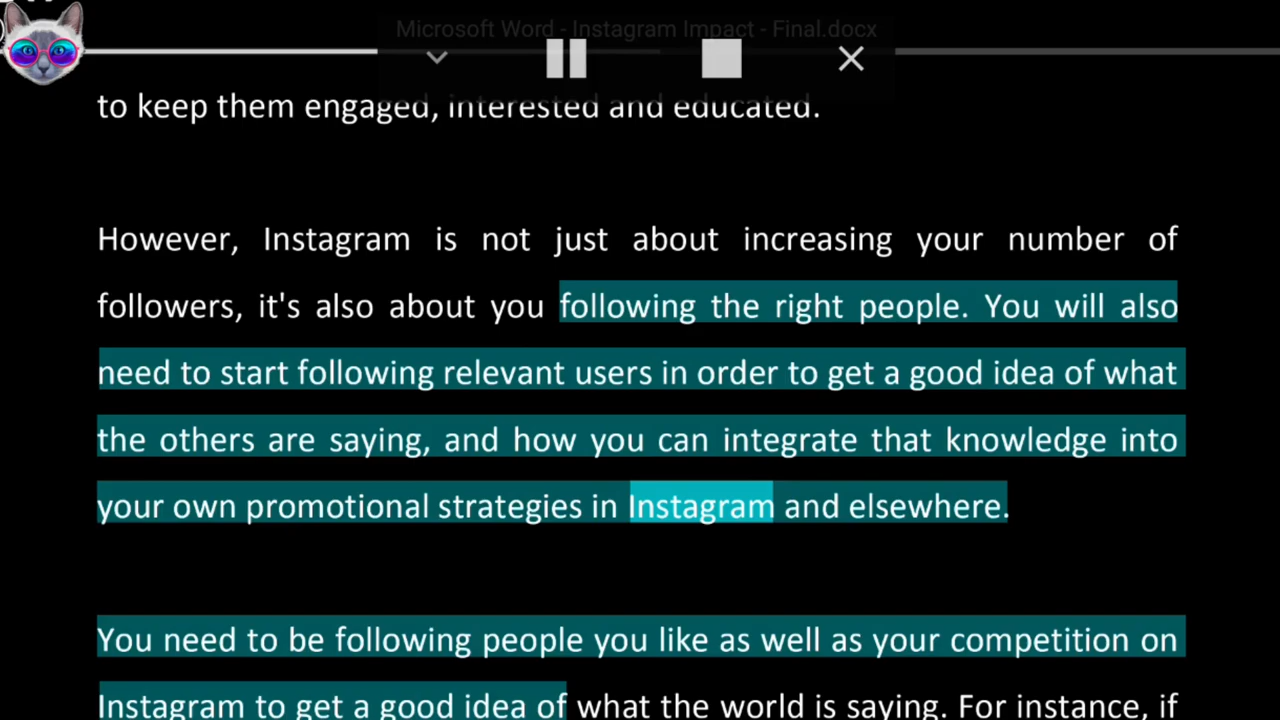 Microsoft Word - Instagram Impact - Final.docx
to keep them engaged, interested and educated.
However, Instagram is not just about increasing your number of
followers, it's also about you following the right people. You will also
need to start following relevant users in order to get a good idea of what
the others are saying, and how you can integrate that knowledge into
your own promotional strategies in Instagram and elsewhere.
You need to be following people you like as well as your competition on
Instagram to get a good idea of what the world is saying. For instance, if